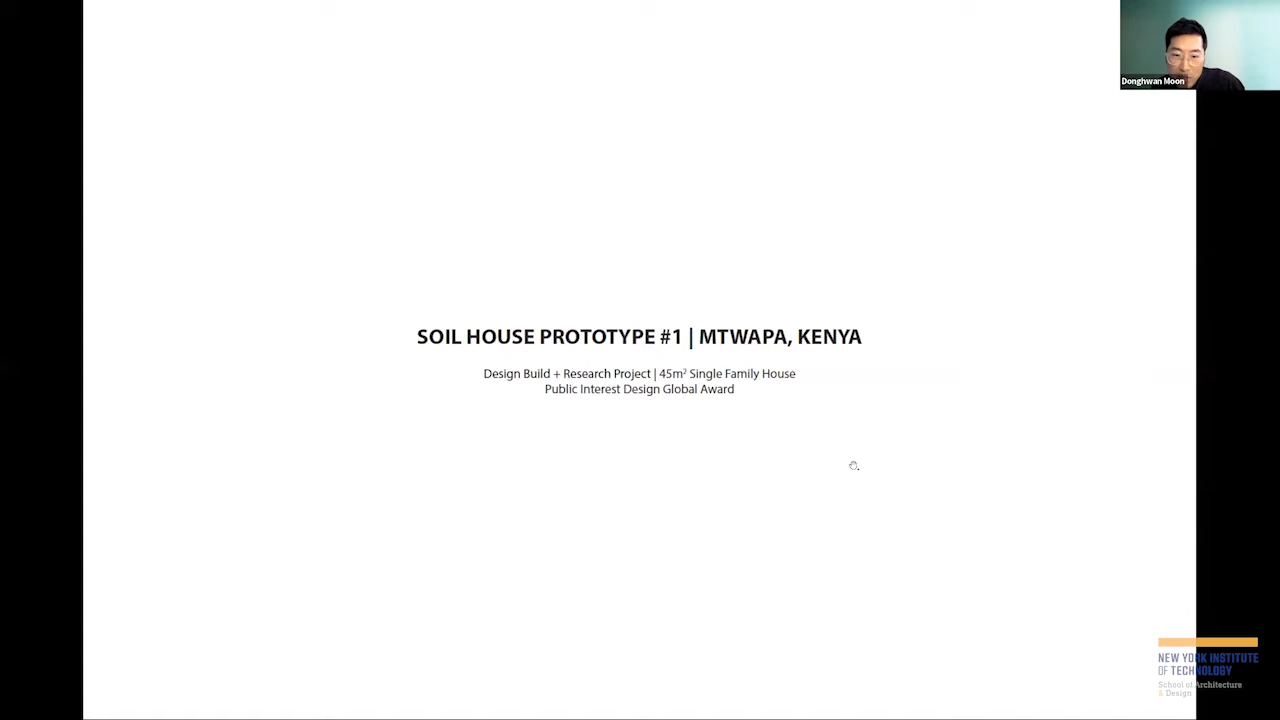 Donghwan Moon
SOIL HOUSE PROTOTYPE #1 | MTWAPA, KENYA
Design Build + Research Project | 45m² Single Family House
Public Interest Design Global Award
NEW YORK INSTITUTE
OF TECHNOLOGY
School of Architecture
& Design